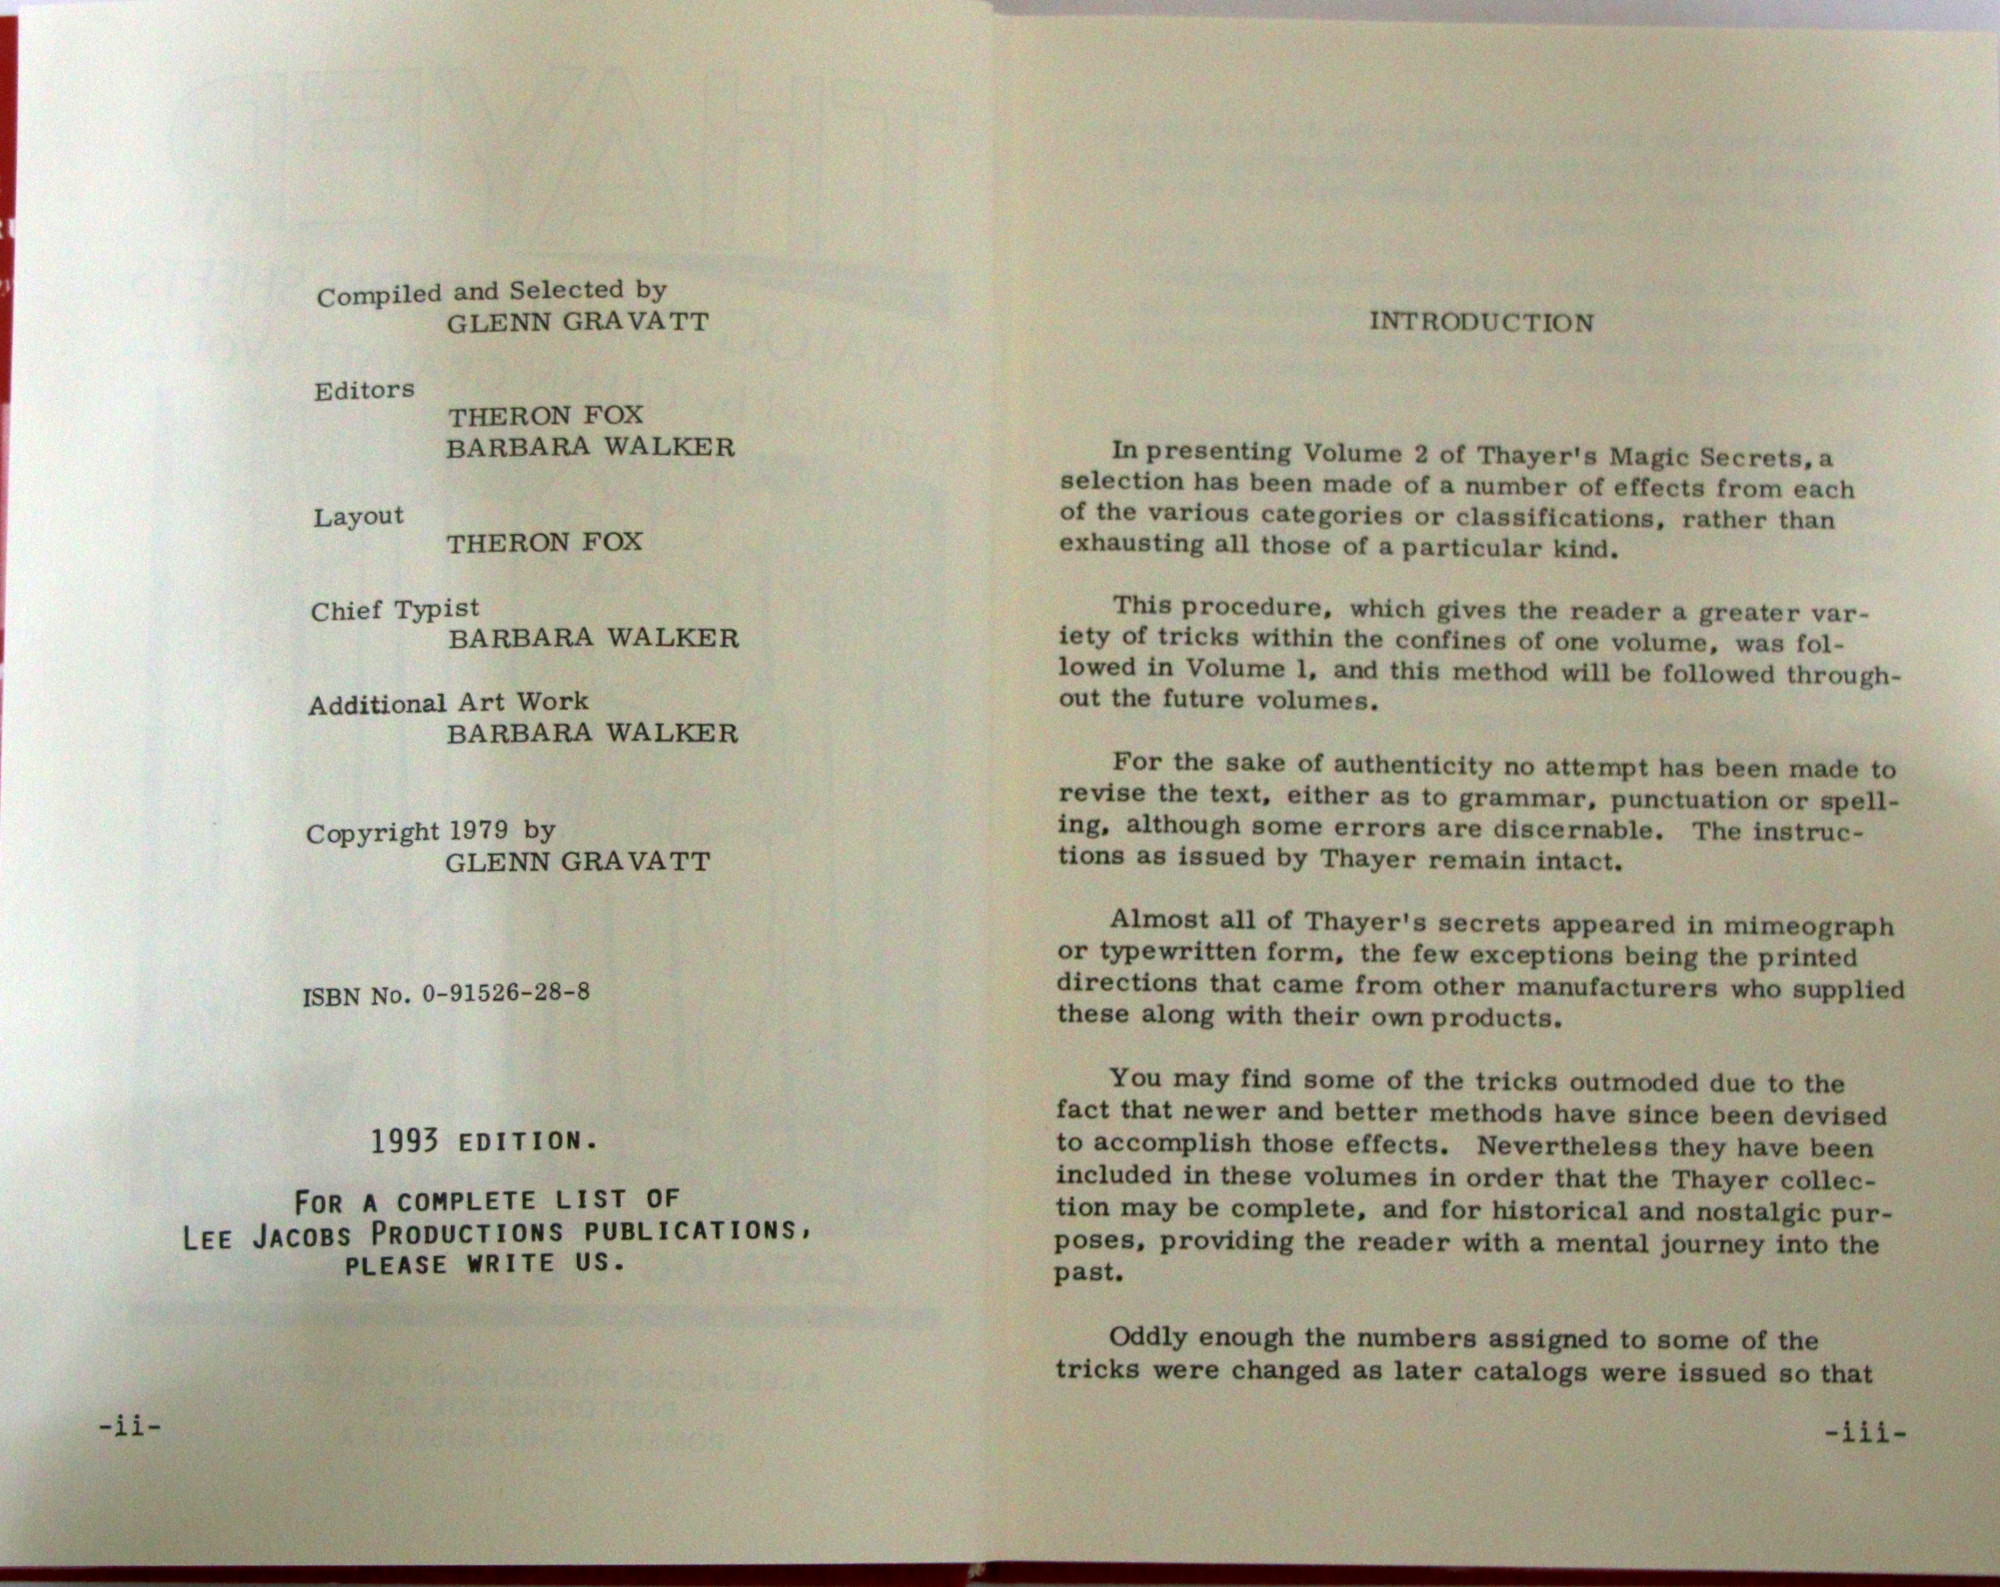 Compiled and Selected by
GLENN GRAVATT
Editors
THERON FOX
BARBARA WALKER
Layout
THERON FOX
Chief Typist
BARBARA WALKER
Additional Art Work
BARBARA WALKER
Copyright 1979 by
GLENN GRAVATT
ISBN No. 0-91526-28-8
1993 EDITION.
FOR A COMPLETE LIST OF
LEE JACOBS PRODUCTIONS PUBLICATIONS,
PLEASE WRITE US.
-ii-
INTRODUCTION
In presenting Volume 2 of Thayer's Magic Secrets, a
selection has been made of a number of effects from each
of the various categories or classifications, rather than
exhausting all those of a particular kind.
This procedure, which gives the reader a greater var-
iety of tricks within the confines of one volume, was fol-
lowed in Volume 1, and this method will be followed through-
out the future volumes.
For the sake of authenticity no attempt has been made to
revise the text, either as to grammar, punctuation or spell-
ing, although some errors are discernable. The instruc-
tions as issued by Thayer remain intact.
Almost all of Thayer's secrets appeared in mimeograph
or typewritten form, the few exceptions being the printed
directions that came from other manufacturers who supplied
these along with their own products.
You may find some of the tricks outmoded due to the
fact that newer and better methods have since been devised
to accomplish those effects. Nevertheless they have been
included in these volumes in order that the Thayer collec-
tion may be complete, and for historical and nostalgic pur-
poses, providing the reader with a mental journey into the
past.
Oddly enough the numbers assigned to some of the
tricks were changed as later catalogs were issued so that
-iii-